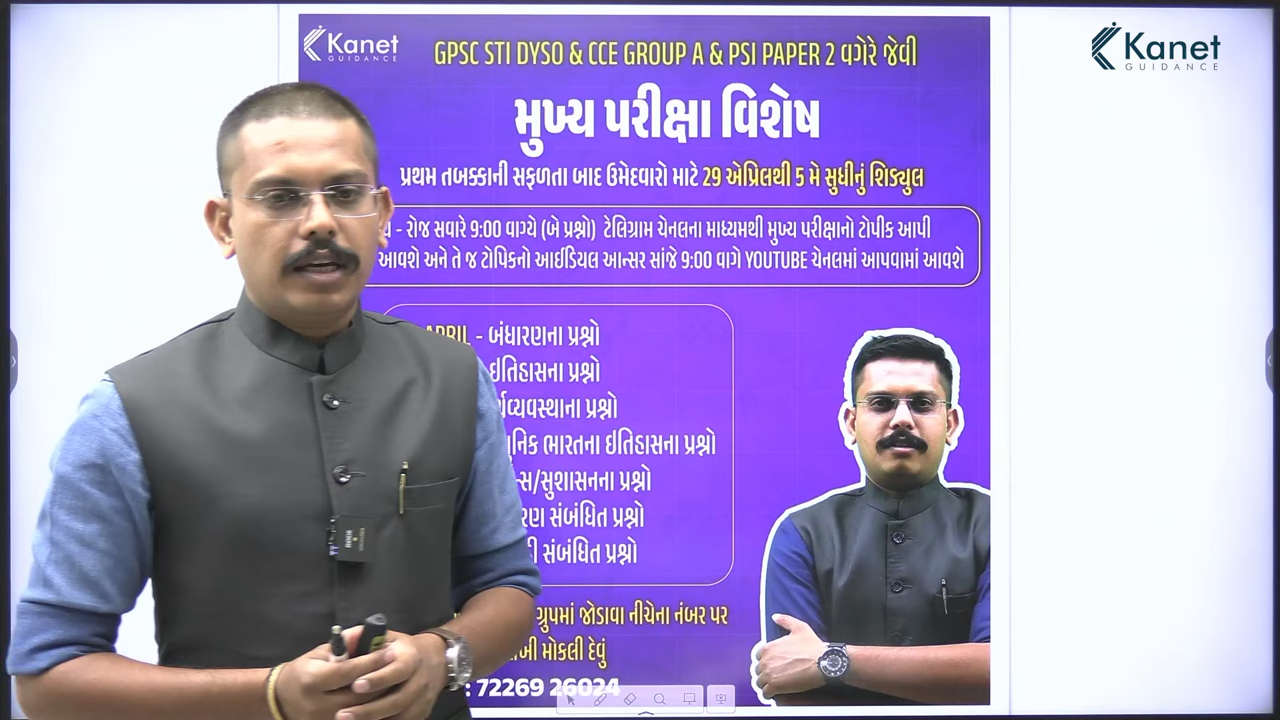 Kanet
GUIDANCE
GPSC STI DYSO & CCE GROUP A & PSI PAPER 2 વગેરે જેવી
Kanet
GUIDANCE
મુખ્ય પરીક્ષા વિશેષ
પ્રથમ તબક્કાની સફળતા બાદ ઉમેદવારો માટે 29 એપ્રિલથી 5 મે સુધીનું શિડ્યુલ
- રોજ સવારે 9:00 વાગ્યે (બે પ્રશ્નો) ટેલિગ્રામ ચેનલના માધ્યમથી મુખ્ય પરીક્ષાનો ટોપીક આપી
આવશે અને તે જ ટોપિકનો આઈડિયલ આન્સર સાંજે 9:00 વાગે YOUTUBE ચેનલમાં આપવામાં આવશે
APRIL - બંધારણના પ્રશ્નો
ઇતિહાસના પ્રશ્નો
ર્થવ્યવસ્થાના પ્રશ્નો
ુનિક ભારતના ઇતિહાસના પ્રશ્નો
ન્સ/સુશાસનના પ્રશ્નો
રણ સંબંધિત પ્રશ્નો
સંબંધિત પ્રશ્નો
ગ્રુપમાં જોડાવા નીચેના નંબર પર
મોકલી દેવું
: 72269 26024